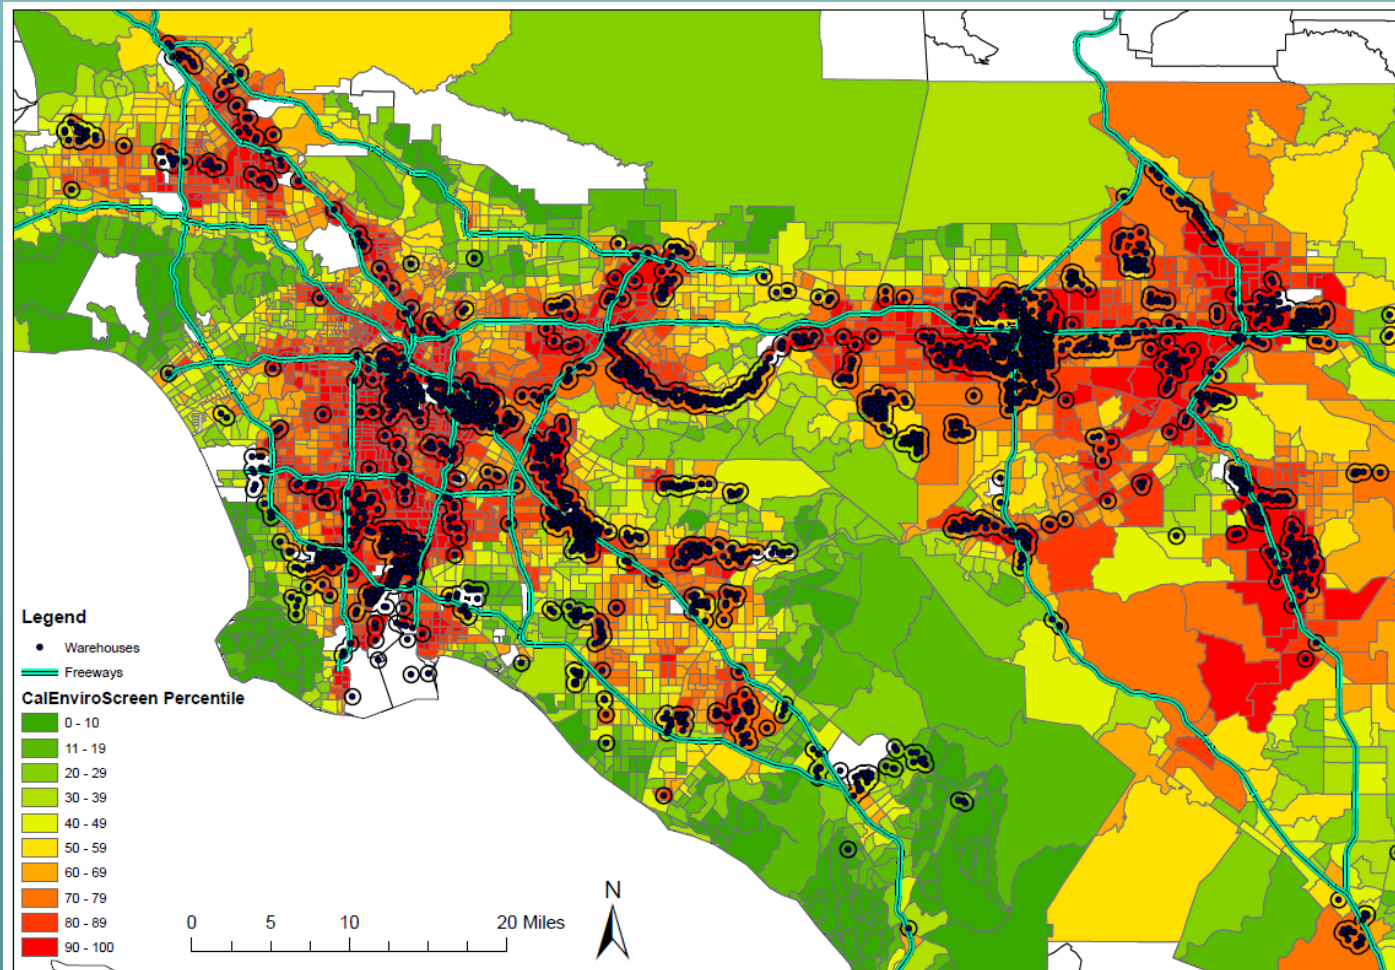 Legend
Warehouses
Freeways
CalEnviroScreen Percentile
0 - 10
11 - 19
20 - 29
30 - 39
40 - 49
50 - 59
60 - 69
70 - 79
80 - 89
90 - 100
0 5 10 20 Miles
N